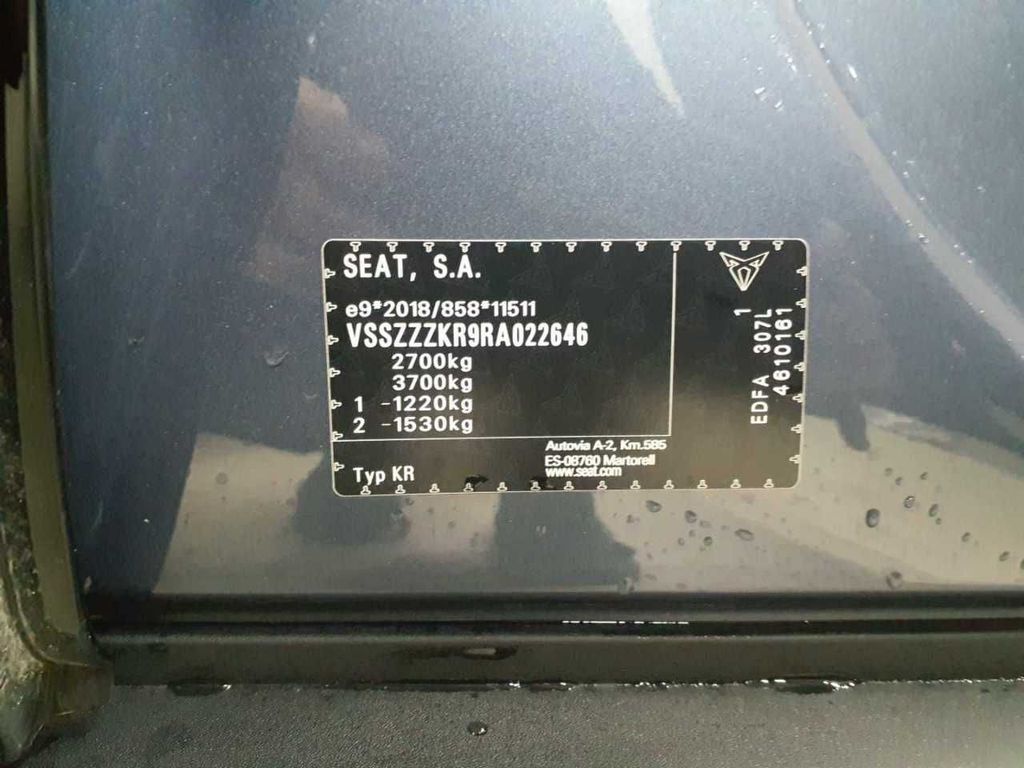 SEAT, S.A.
e9*2018/858*11511
VSSZZZKR9RA022646
2700kg
3700kg
1 -1220kg
2 -1530kg
Typ KR
Autovia A-2, Km.585
ES-08760 Martorell
www.seat.com
EDFA 307L 1
4610161